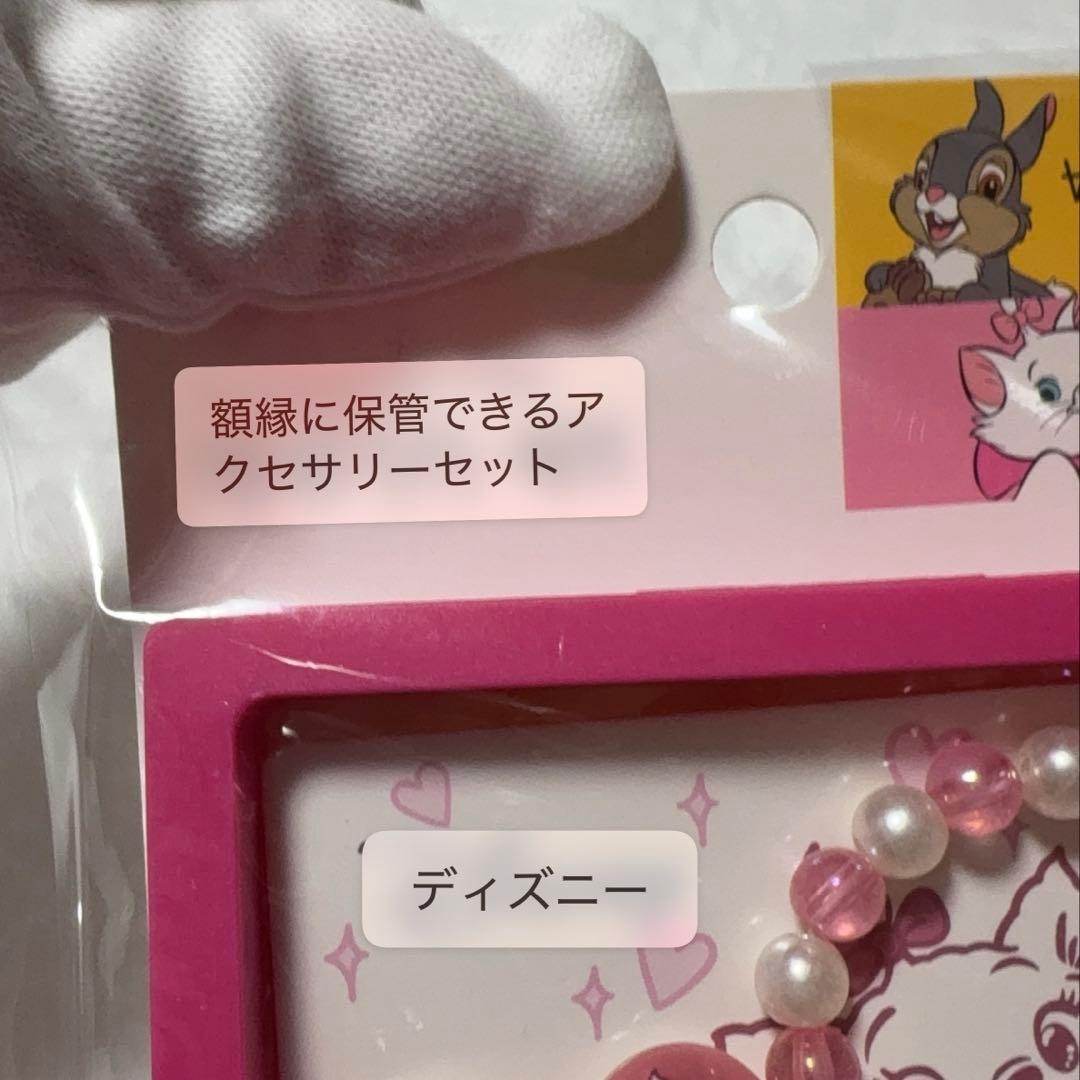 額縁に保管できるア
クセサリーセット
ディズニー